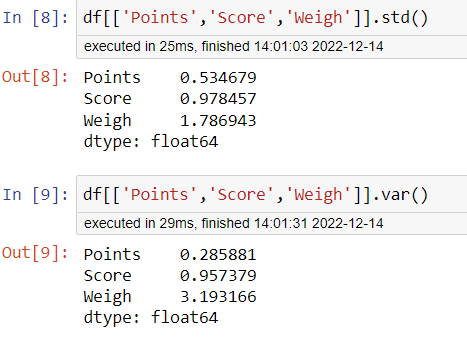 In [8]: df[['Points','Score','Weigh']].std()
executed in 25ms, finished 14:01:03 2022-12-14
Out[8]: Points 0.534679
Score 0.978457
Weigh 1.786943
dtype: float64
In [9]: df[['Points','Score','Weigh']].var()
executed in 29ms, finished 14:01:31 2022-12-14
Out[9]: Points 0.285881
Score 0.957379
Weigh 3.193166
dtype: float64